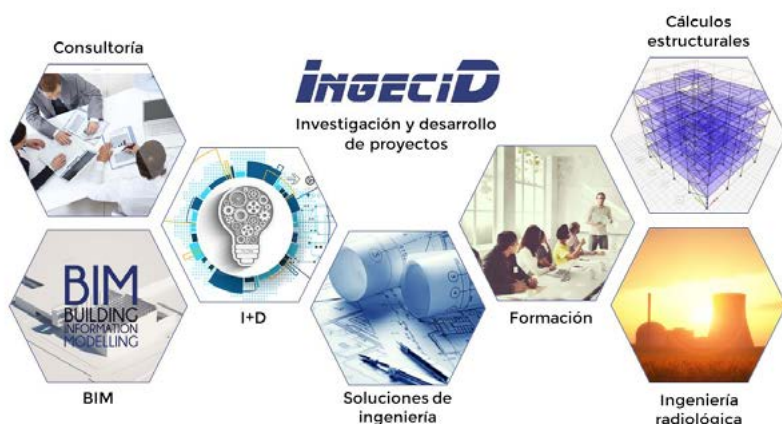 Consultoría
INGECID
Investigación y desarrollo
de proyectos
Cálculos
estructurales
BIM
BUILDING
INFORMATION
MODELLING
BIM
I+D
Soluciones de
ingeniería
Formación
Ingeniería
radiológica